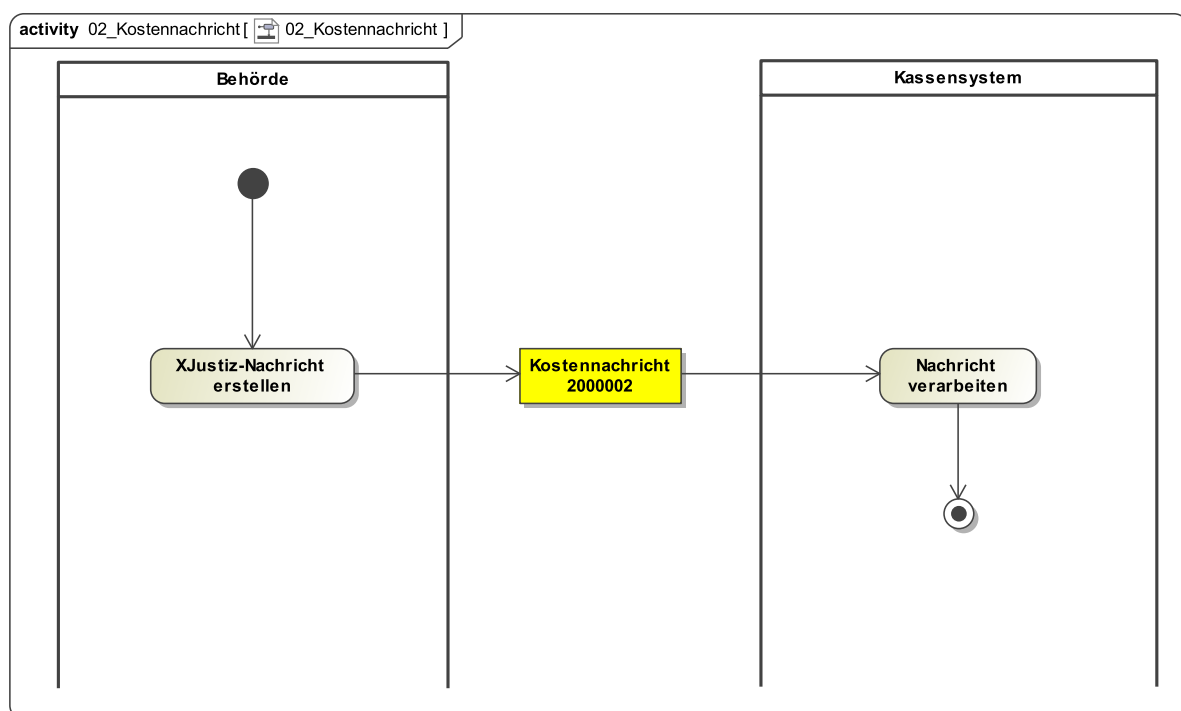 activity 02_Kostennachricht [ 02_Kostennachricht ]
Behörde
Kassensystem
XJustiz-Nachricht
erstellen
Kostennachricht
2000002
Nachricht
verarbeiten